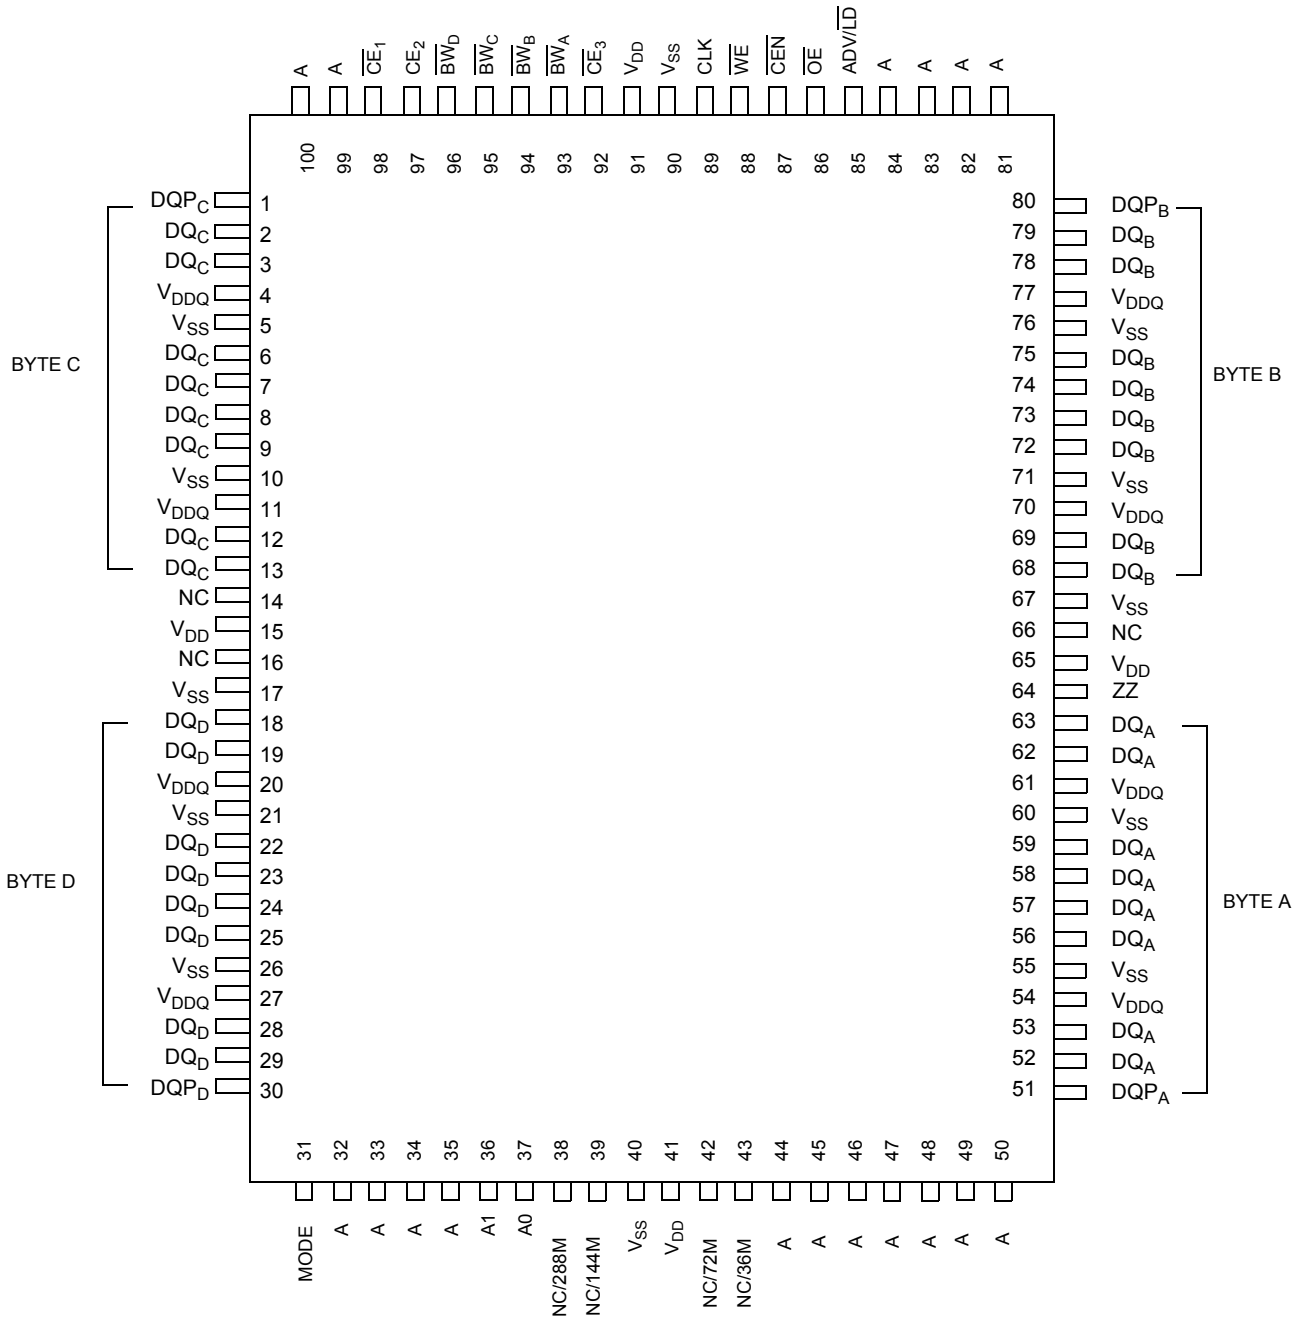 A A CE1 CE2 BWD BWC BWB BWA CE3 VDD VSS CLK WE CEN OE ADV/LD A A A A
100 99 98 97 96 95 94 93 92 91 90 89 88 87 86 85 84 83 82 81
DQPC 1
DQC 2
DQC 3
VDDQ 4
VSS 5
DQC 6
DQC 7
DQC 8
DQC 9
VSS 10
VDDQ 11
DQC 12
DQC 13
BYTE C
NC 14
VDD 15
NC 16
VSS 17
DQD 18
DQD 19
VDDQ 20
VSS 21
DQD 22
DQD 23
DQD 24
DQD 25
VSS 26
VDDQ 27
DQD 28
DQD 29
DQPD 30
BYTE D
80 DQPB
79 DQB
78 DQB
77 VDDQ
76 VSS
75 DQB
74 DQB
73 DQB
72 DQB
71 VSS
70 VDDQ
69 DQB
68 DQB
BYTE B
67 VSS
66 NC
65 VDD
64 ZZ
63 DQA
62 DQA
61 VDDQ
60 VSS
59 DQA
58 DQA
57 DQA
56 DQA
55 VSS
54 VDDQ
53 DQA
52 DQA
51 DQPA
BYTE A
31 32 33 34 35 36 37 38 39 40 41 42 43 44 45 46 47 48 49 50
MODE A A A A A1 A0 NC/288M NC/144M VSS VDD NC/72M NC/36M A A A A A A A